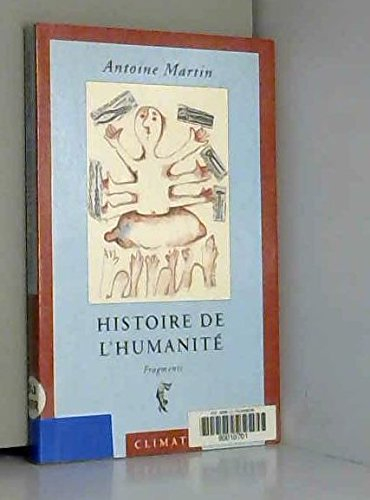 Antoine Martin
HISTOIRE DE
L'HUMANITÉ
Fragments
CLIMAT